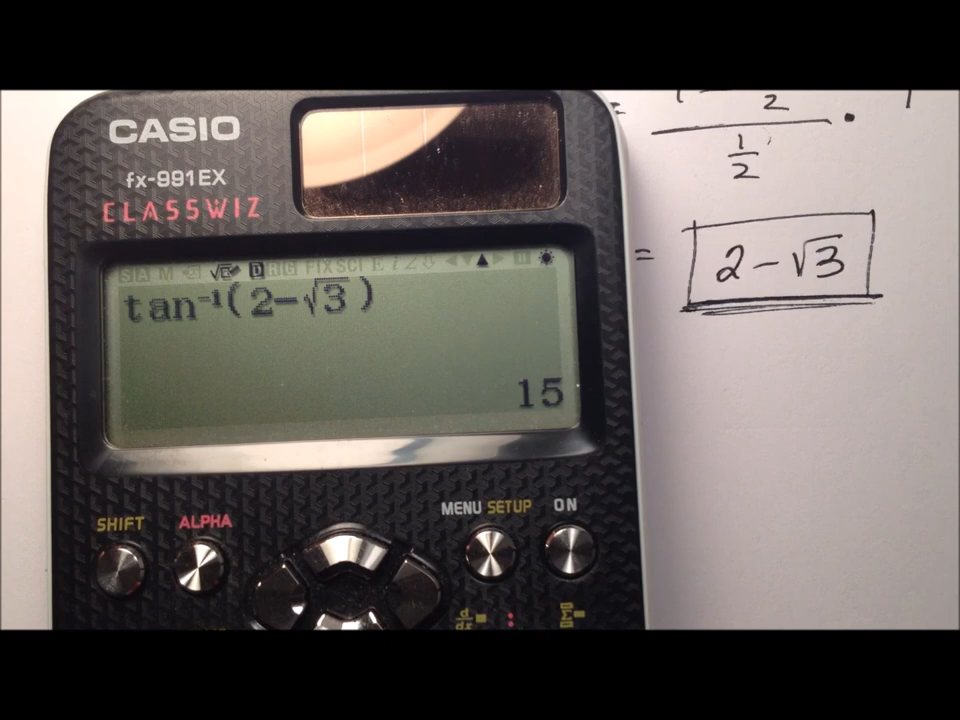 CASIO
fx-991EX
CLASSWIZ
√ D ▲ ☀
tan⁻¹(2−√3)
15
SHIFT ALPHA MENU SETUP ON
d/dx
Σ
2 .
1/2
= 2 − √3